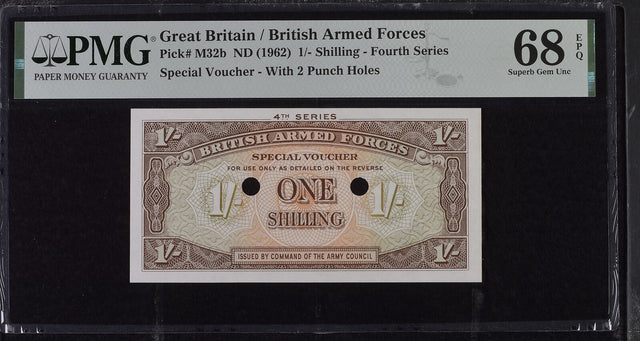 PMG
PAPER MONEY GUARANTY
Great Britain / British Armed Forces
Pick# M32b ND (1962) 1/- Shilling - Fourth Series
Special Voucher - With 2 Punch Holes
68 EPQ
Superb Gem Unc
4TH SERIES
1/- 1/-
BRITISH ARMED FORCES
SPECIAL VOUCHER
FOR USE ONLY AS DETAILED ON THE REVERSE
1/- ONE 1/-
SHILLING
1/- 1/-
ISSUED BY COMMAND OF THE ARMY COUNCIL